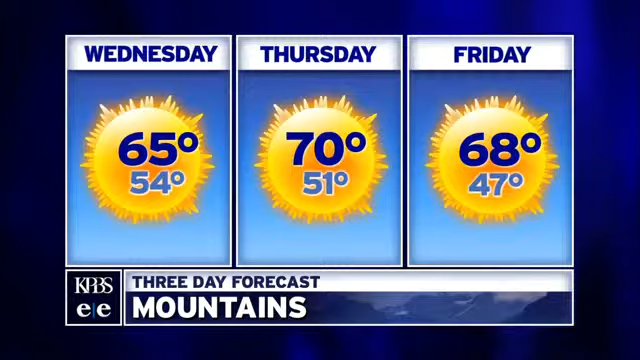 WEDNESDAY
65°
54°
THURSDAY
70°
51°
FRIDAY
68°
47°
KPBS
e|e
THREE DAY FORECAST
MOUNTAINS